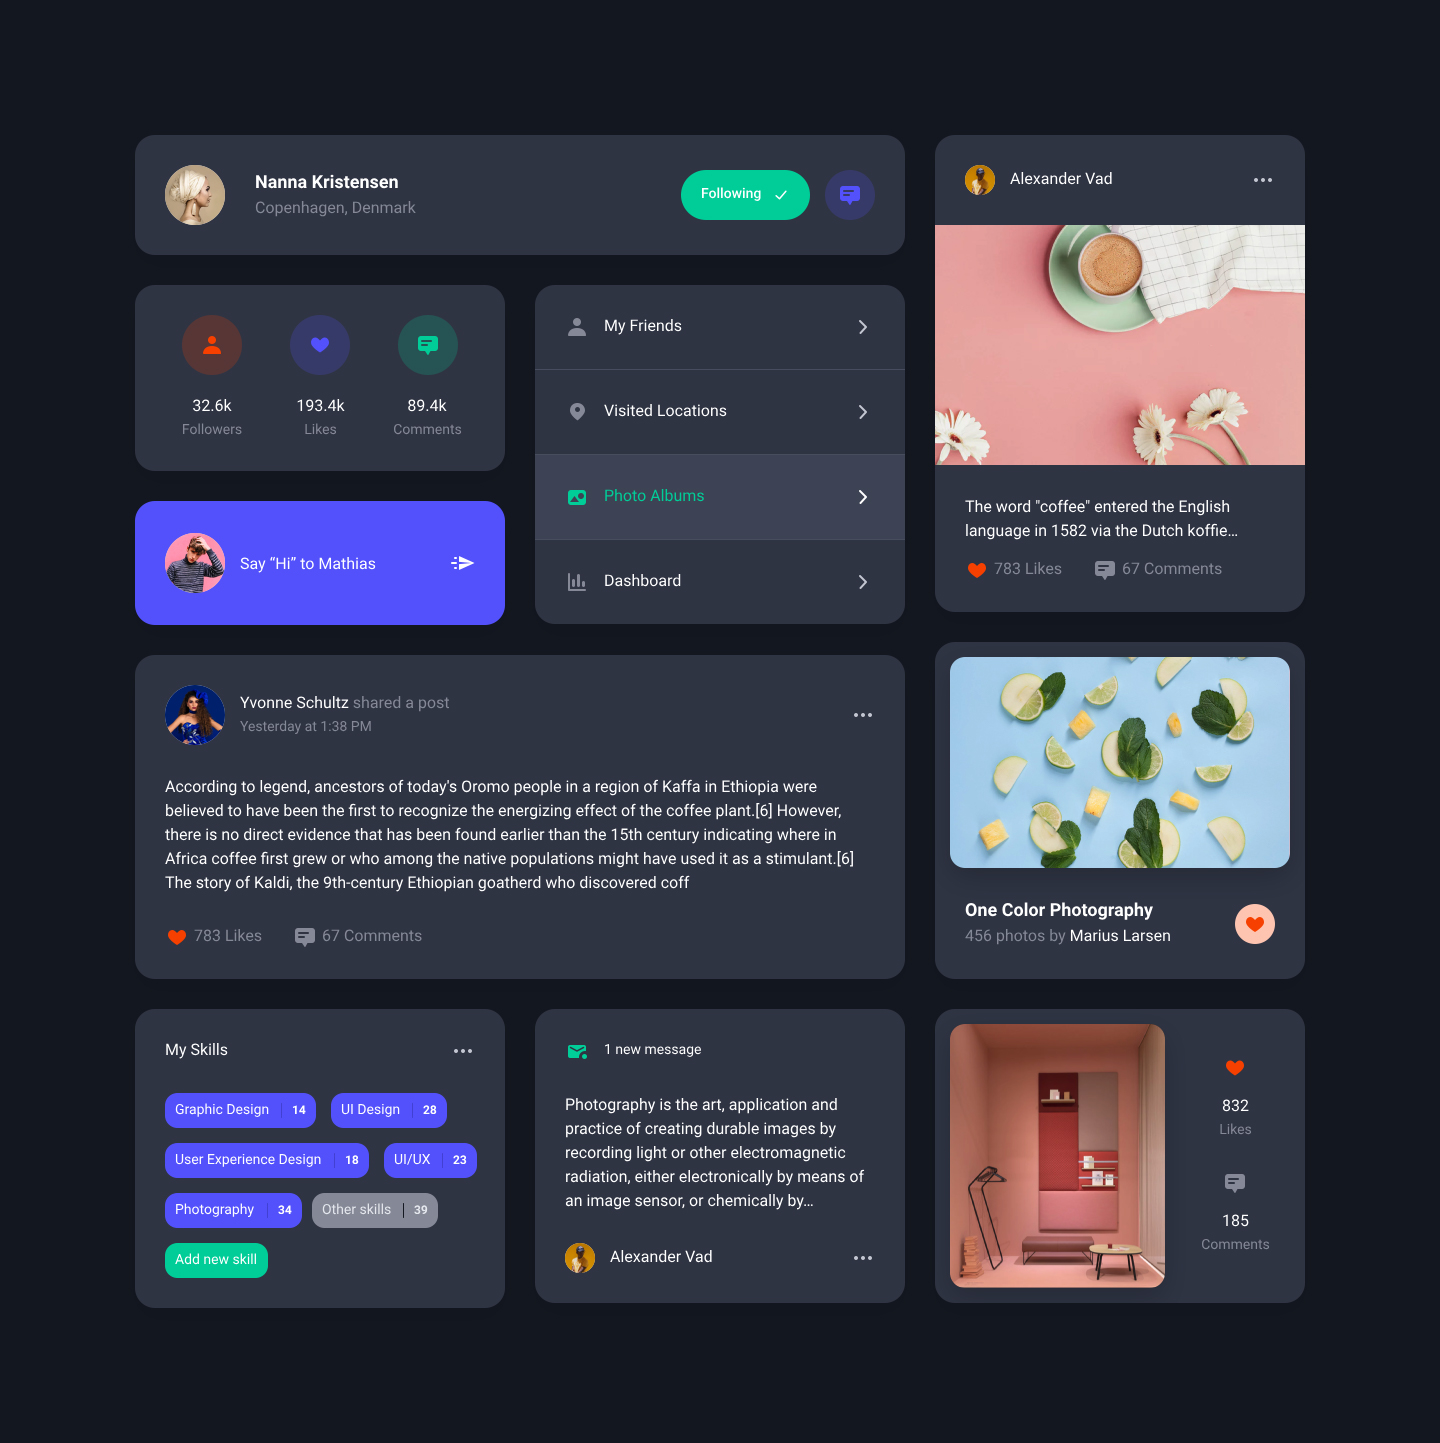 Nanna Kristensen
Copenhagen, Denmark
Following
Alexander Vad
32.6k
Followers
193.4k
Likes
89.4k
Comments
My Friends
Visited Locations
Photo Albums
Dashboard
Say “Hi” to Mathias
The word "coffee" entered the English
language in 1582 via the Dutch koffie...
783 Likes
67 Comments
Yvonne Schultz shared a post
Yesterday at 1:38 PM
According to legend, ancestors of today's Oromo people in a region of Kaffa in Ethiopia were
believed to have been the first to recognize the energizing effect of the coffee plant.[6] However,
there is no direct evidence that has been found earlier than the 15th century indicating where in
Africa coffee first grew or who among the native populations might have used it as a stimulant.[6]
The story of Kaldi, the 9th-century Ethiopian goatherd who discovered coff
783 Likes
67 Comments
One Color Photography
456 photos by Marius Larsen
My Skills
Graphic Design 14
UI Design 28
User Experience Design 18
UI/UX 23
Photography 34
Other skills 39
Add new skill
1 new message
Photography is the art, application and
practice of creating durable images by
recording light or other electromagnetic
radiation, either electronically by means of
an image sensor, or chemically by...
Alexander Vad
832
Likes
185
Comments